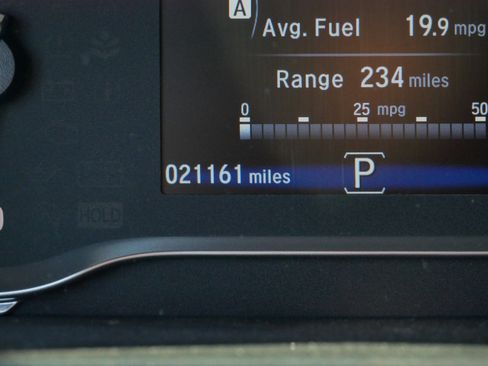 A
Avg. Fuel 19.9 mpg
Range 234 miles
0 25 mpg 50
021161 miles P
HOLD